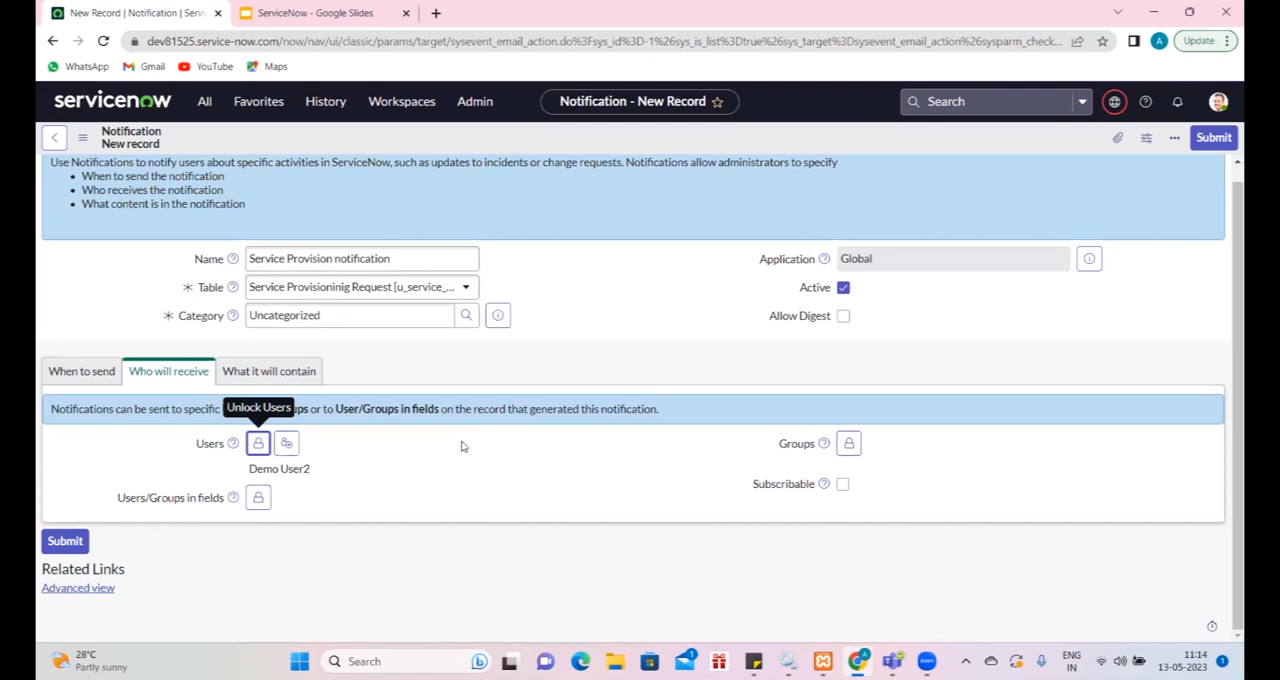 New Record | Notification | Servi
ServiceNow - Google Slides
dev81525.service-now.com/now/nav/ui/classic/params/target/sysevent_email_action.do%3Fsys_id%3D-1%26sys_is_list%3Dtrue%26sys_target%3Dsysevent_email_action%26sysparm_check...
A
Update
WhatsApp
Gmail
YouTube
Maps
servicenow
All
Favorites
History
Workspaces
Admin
Notification - New Record
Search
Notification
New record
Submit
Use Notifications to notify users about specific activities in ServiceNow, such as updates to incidents or change requests. Notifications allow administrators to specify
• When to send the notification
• Who receives the notification
• What content is in the notification
Name
Service Provision notification
Application
Global
Table
Service Provisioninig Request [u_service_...
Active
Category
Uncategorized
Allow Digest
When to send
Who will receive
What it will contain
Unlock Users
Notifications can be sent to specific ups or to User/Groups in fields on the record that generated this notification.
Users
Groups
Demo User2
Subscribable
Users/Groups in fields
Submit
Related Links
Advanced view
28°C
Partly sunny
Search
ENG
IN
11:14
13-05-2023
1